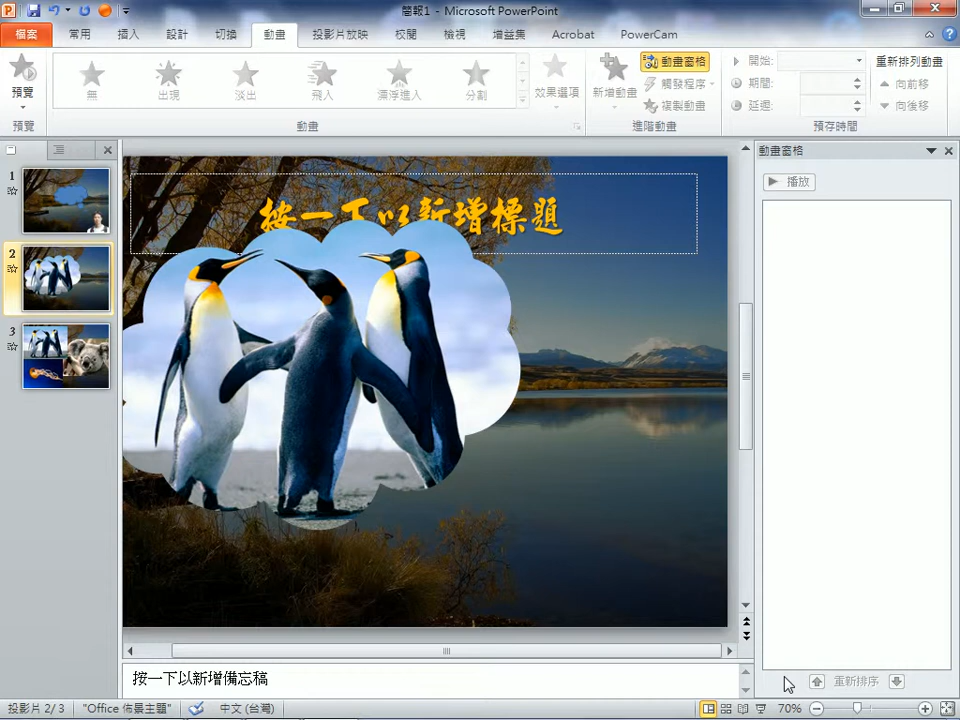 簡報1 - Microsoft PowerPoint
檔案 常用 插入 設計 切換 動畫 投影片放映 校閱 檢視 增益集 Acrobat PowerCam
預覽 無 出現 淡出 飛入 漂浮進入 分割 效果選項 新增動畫
動畫窗格
觸發程序
複製動畫
開始:
期間:
延遲:
重新排列動畫
向前移
向後移
預覽 動畫 進階動畫 預存時間
1
2
3
按一下以新增標題
動畫窗格
播放
重新排序
按一下以新增備忘稿
投影片 2/3 "Office 佈景主題" 中文 (台灣) 70%